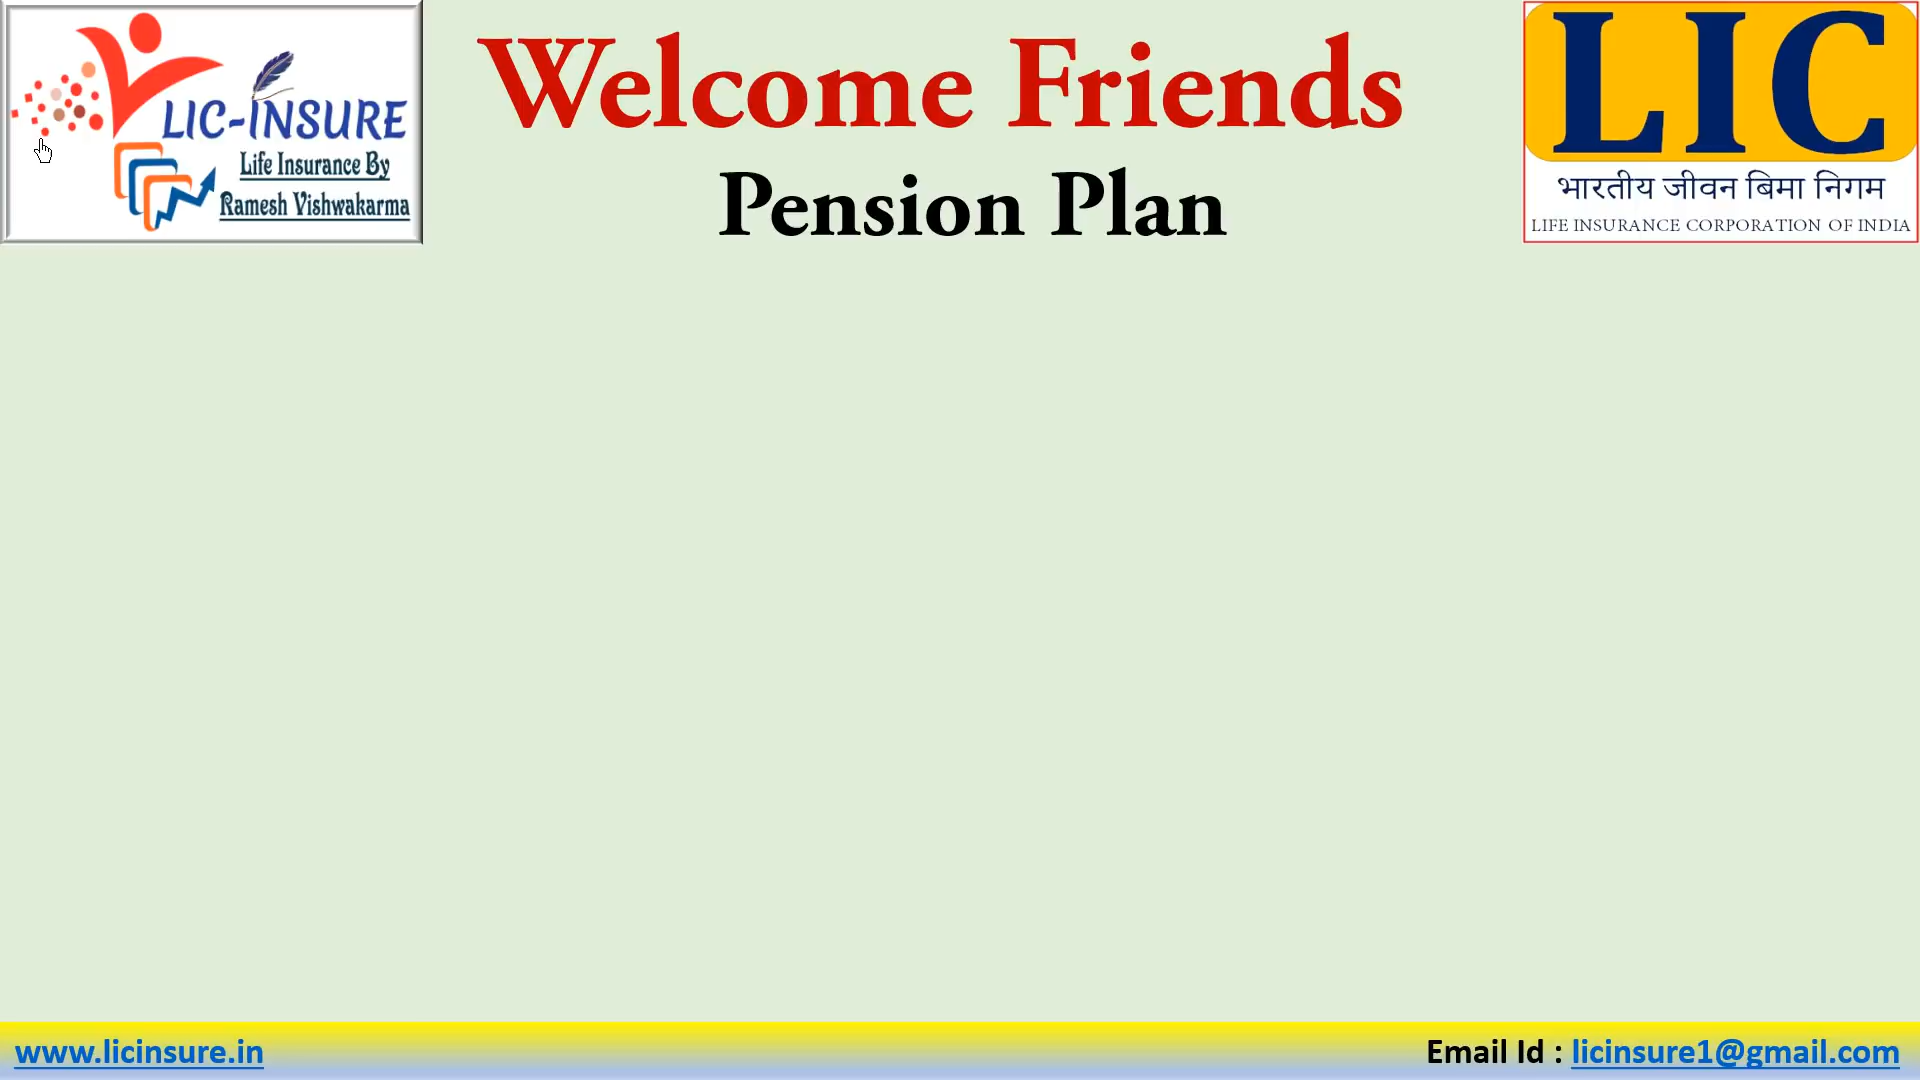 LIC-INSURE
Life Insurance By
Ramesh Vishwakarma
Welcome Friends
Pension Plan
LIC
भारतीय जीवन बिमा निगम
LIFE INSURANCE CORPORATION OF INDIA
www.licinsure.in
Email Id : licinsure1@gmail.com